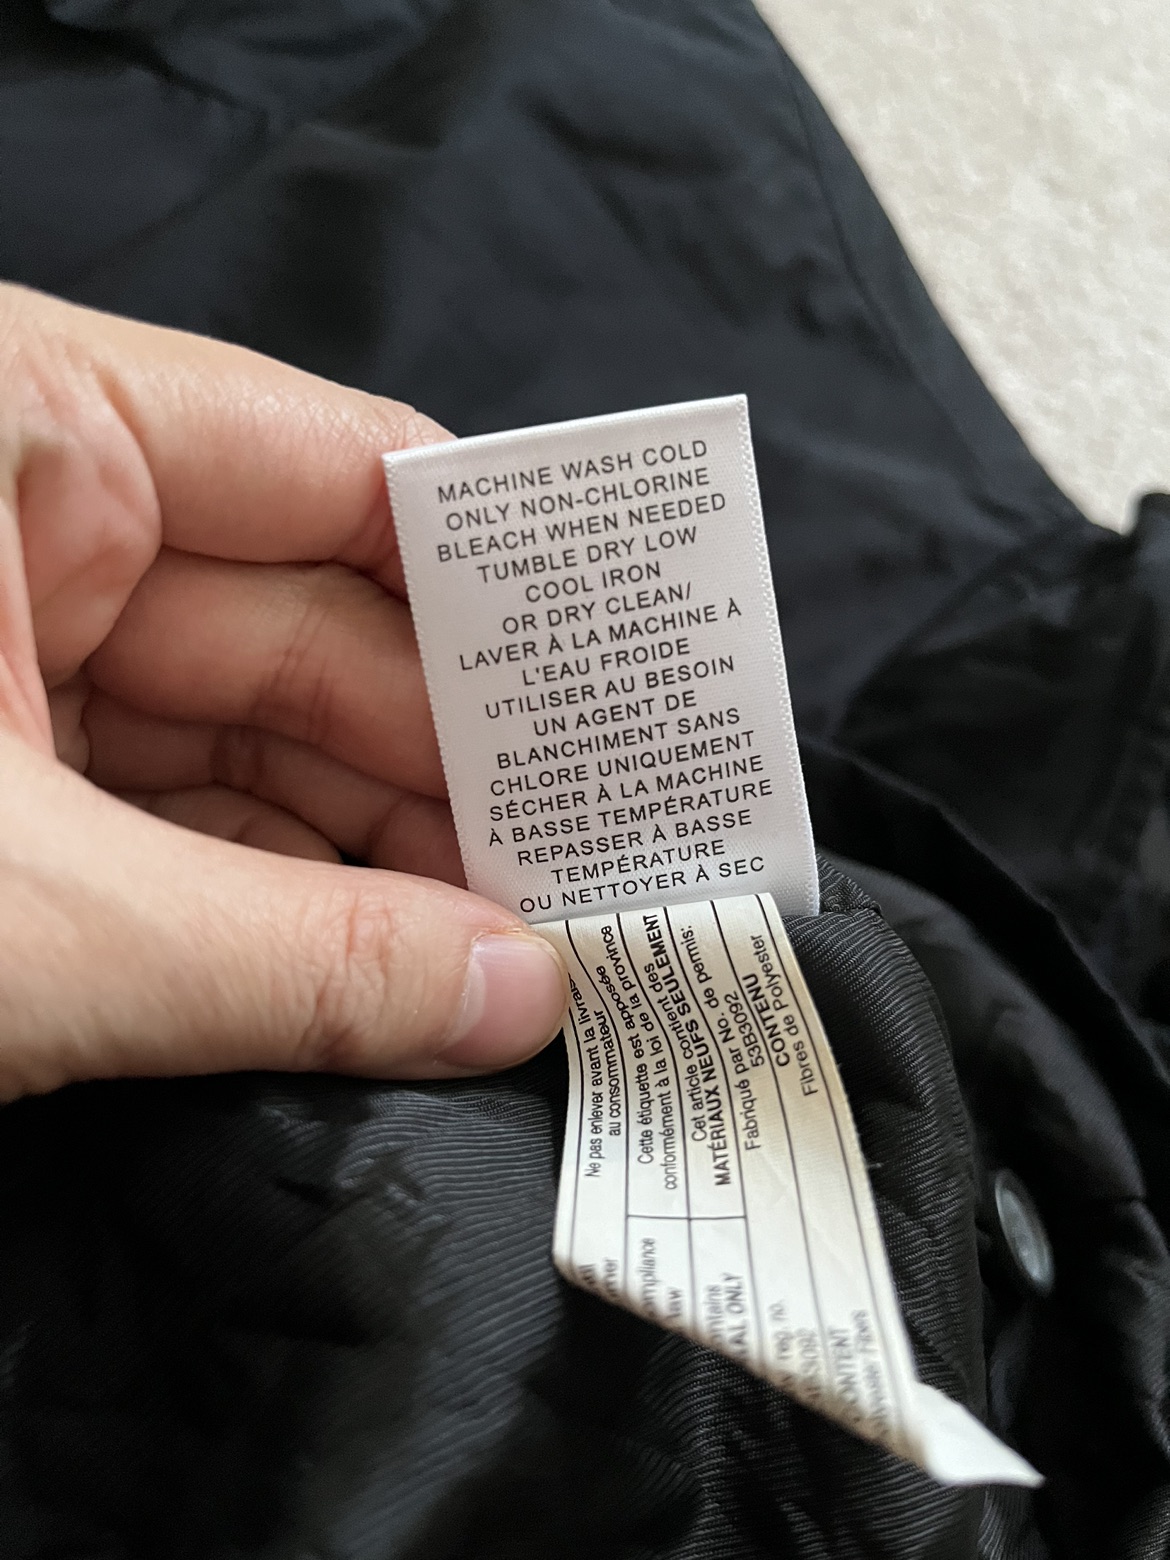 MACHINE WASH COLD
ONLY NON-CHLORINE
BLEACH WHEN NEEDED
TUMBLE DRY LOW
COOL IRON
OR DRY CLEAN/
LAVER À LA MACHINE À
L'EAU FROIDE
UTILISER AU BESOIN
UN AGENT DE
BLANCHIMENT SANS
CHLORE UNIQUEMENT
SÉCHER À LA MACHINE
À BASSE TEMPÉRATURE
REPASSER À BASSE
TEMPÉRATURE
OU NETTOYER À SEC
Ne pas enlever avant la
au consommateur
Cette étiquette est apposée
conformément à la loi de la province
Cet article contient des
MATÉRIAUX NEUFS SEULEMENT
Fabriqué par NO. de permis:
53B3092
CONTENU
Fibres de Polyester